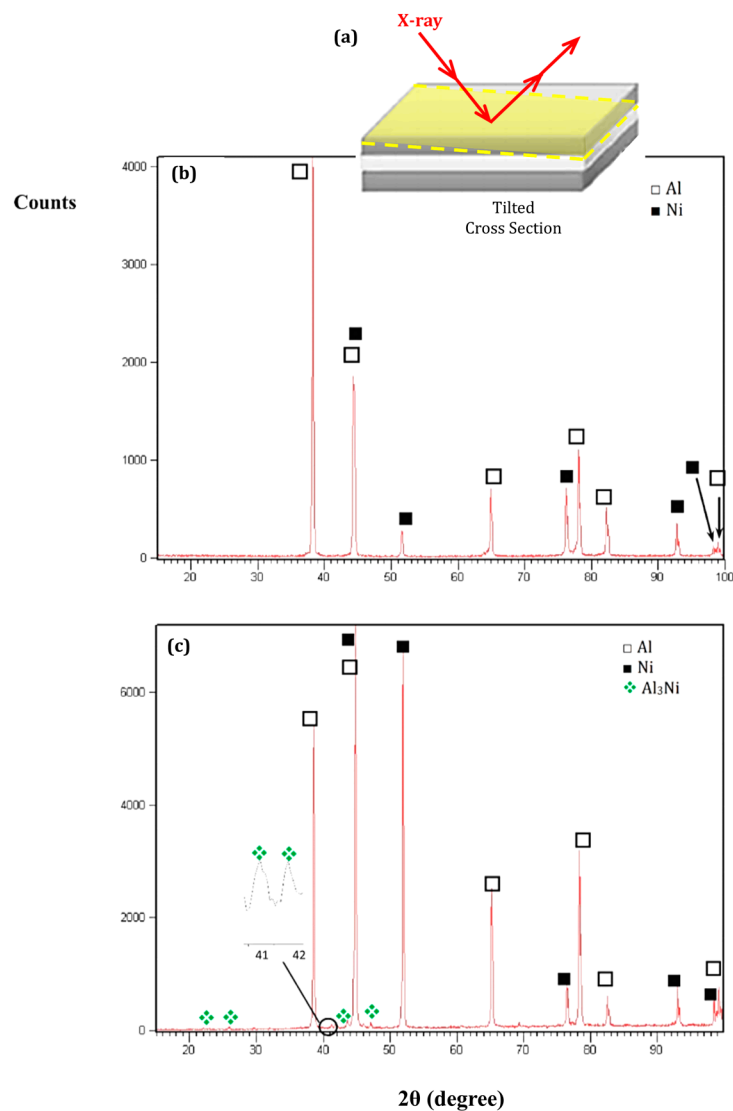 X-ray
(a)
(b)
4000
Counts
Al
Ni
Tilted
Cross Section
3000
2000
1000
0
20 30 40 50 60 70 80 90 100
(c)
Al
Ni
Al₃Ni
6000
4000
41 42
2000
0
20 30 40 50 60 70 80 90
2θ (degree)